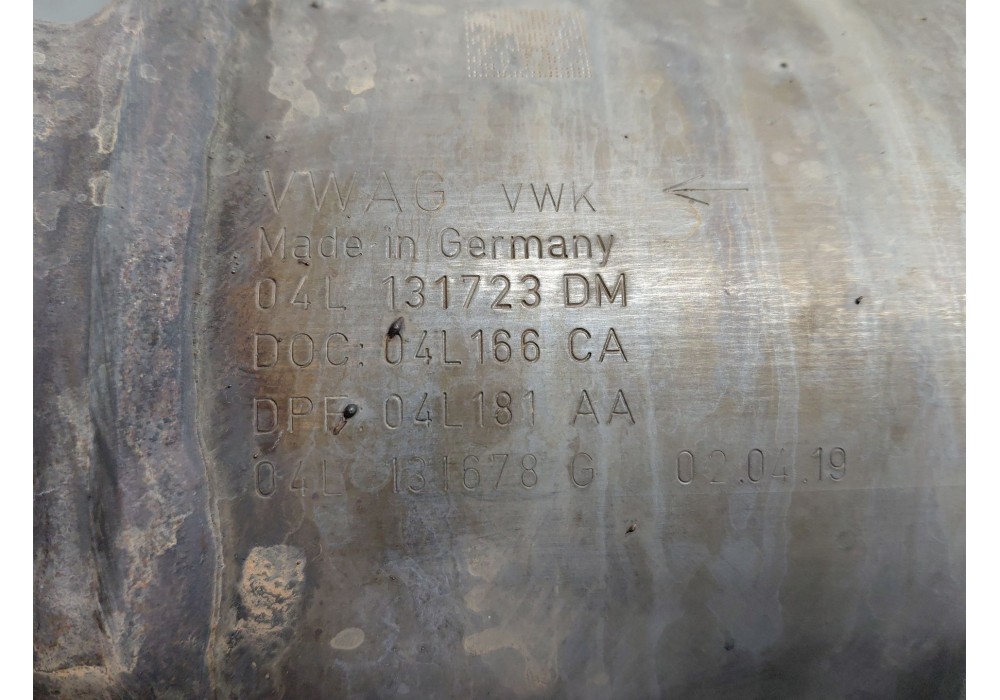 VWAG VWK ←
Made in Germany
04L 131723 DM
DOC: 04L166 CA
DPF: 04L181 AA
04L 131678 G 02.04.19